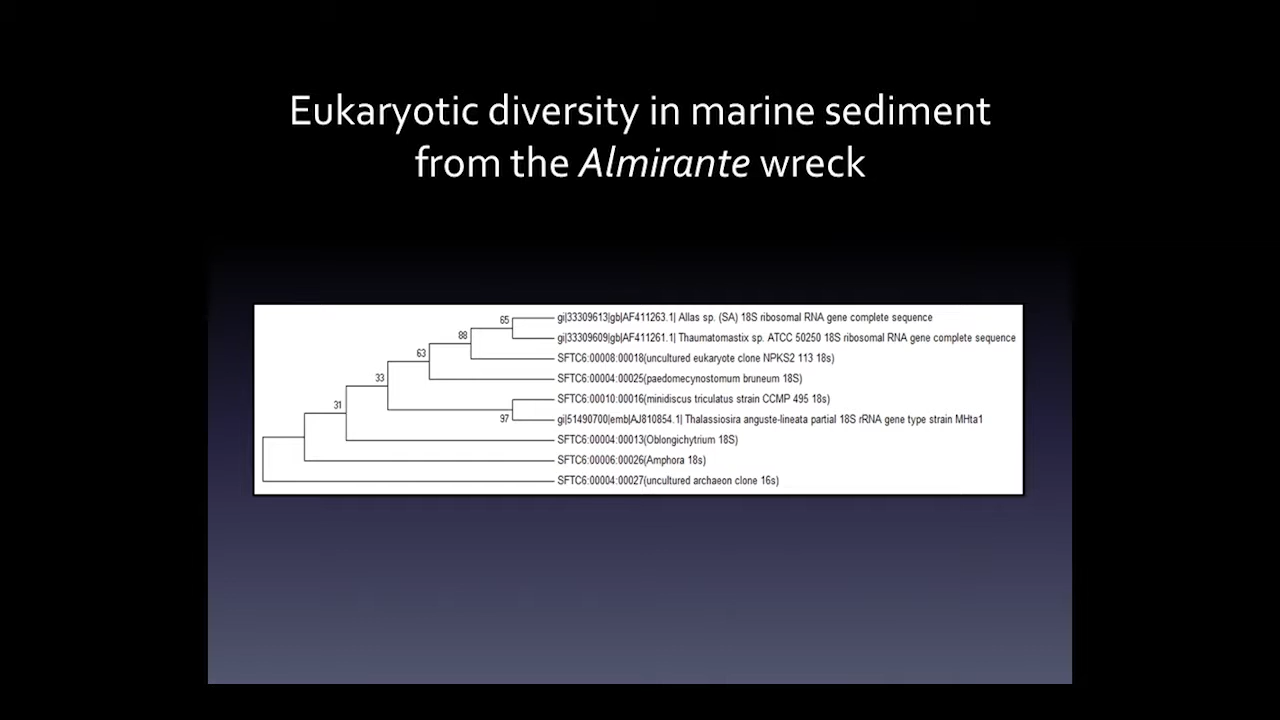 Eukaryotic diversity in marine sediment
from the Almirante wreck
65
gi|33309613|gb|AF411263.1| Allas sp. (SA) 18S ribosomal RNA gene complete sequence
88
gi|33309609|gb|AF411261.1| Thaumatomastix sp. ATCC 50250 18S ribosomal RNA gene complete sequence
63
SFTC6:00008:00018(uncultured eukaryote clone NPKS2 113 18s)
33
SFTC6:00004:00025(paedomecynostomum bruneum 18S)
SFTC6:00010:00016(minidiscus triculatus strain CCMP 495 18s)
31
97
gi|51490700|emb|AJ810854.1| Thalassiosira anguste-lineata partial 18S rRNA gene type strain MHta1
SFTC6:00004:00013(Oblongichytrium 18S)
SFTC6:00006:00026(Amphora 18s)
SFTC6:00004:00027(uncultured archaeon clone 16s)